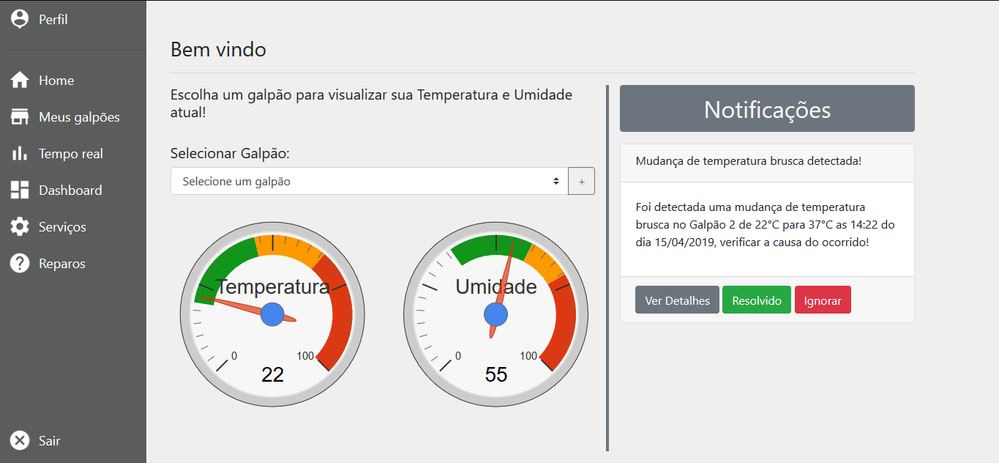 Perfil
Home
Meus galpões
Tempo real
Dashboard
Serviços
Reparos
Sair
Bem vindo
Escolha um galpão para visualizar sua Temperatura e Umidade
atual!
Selecionar Galpão:
Selecione um galpão
+
Temperatura
0
100
22
Umidade
0
100
55
Notificações
Mudança de temperatura brusca detectada!
Foi detectada uma mudança de temperatura
brusca no Galpão 2 de 22°C para 37°C as 14:22 do
dia 15/04/2019, verificar a causa do ocorrido!
Ver Detalhes
Resolvido
Ignorar